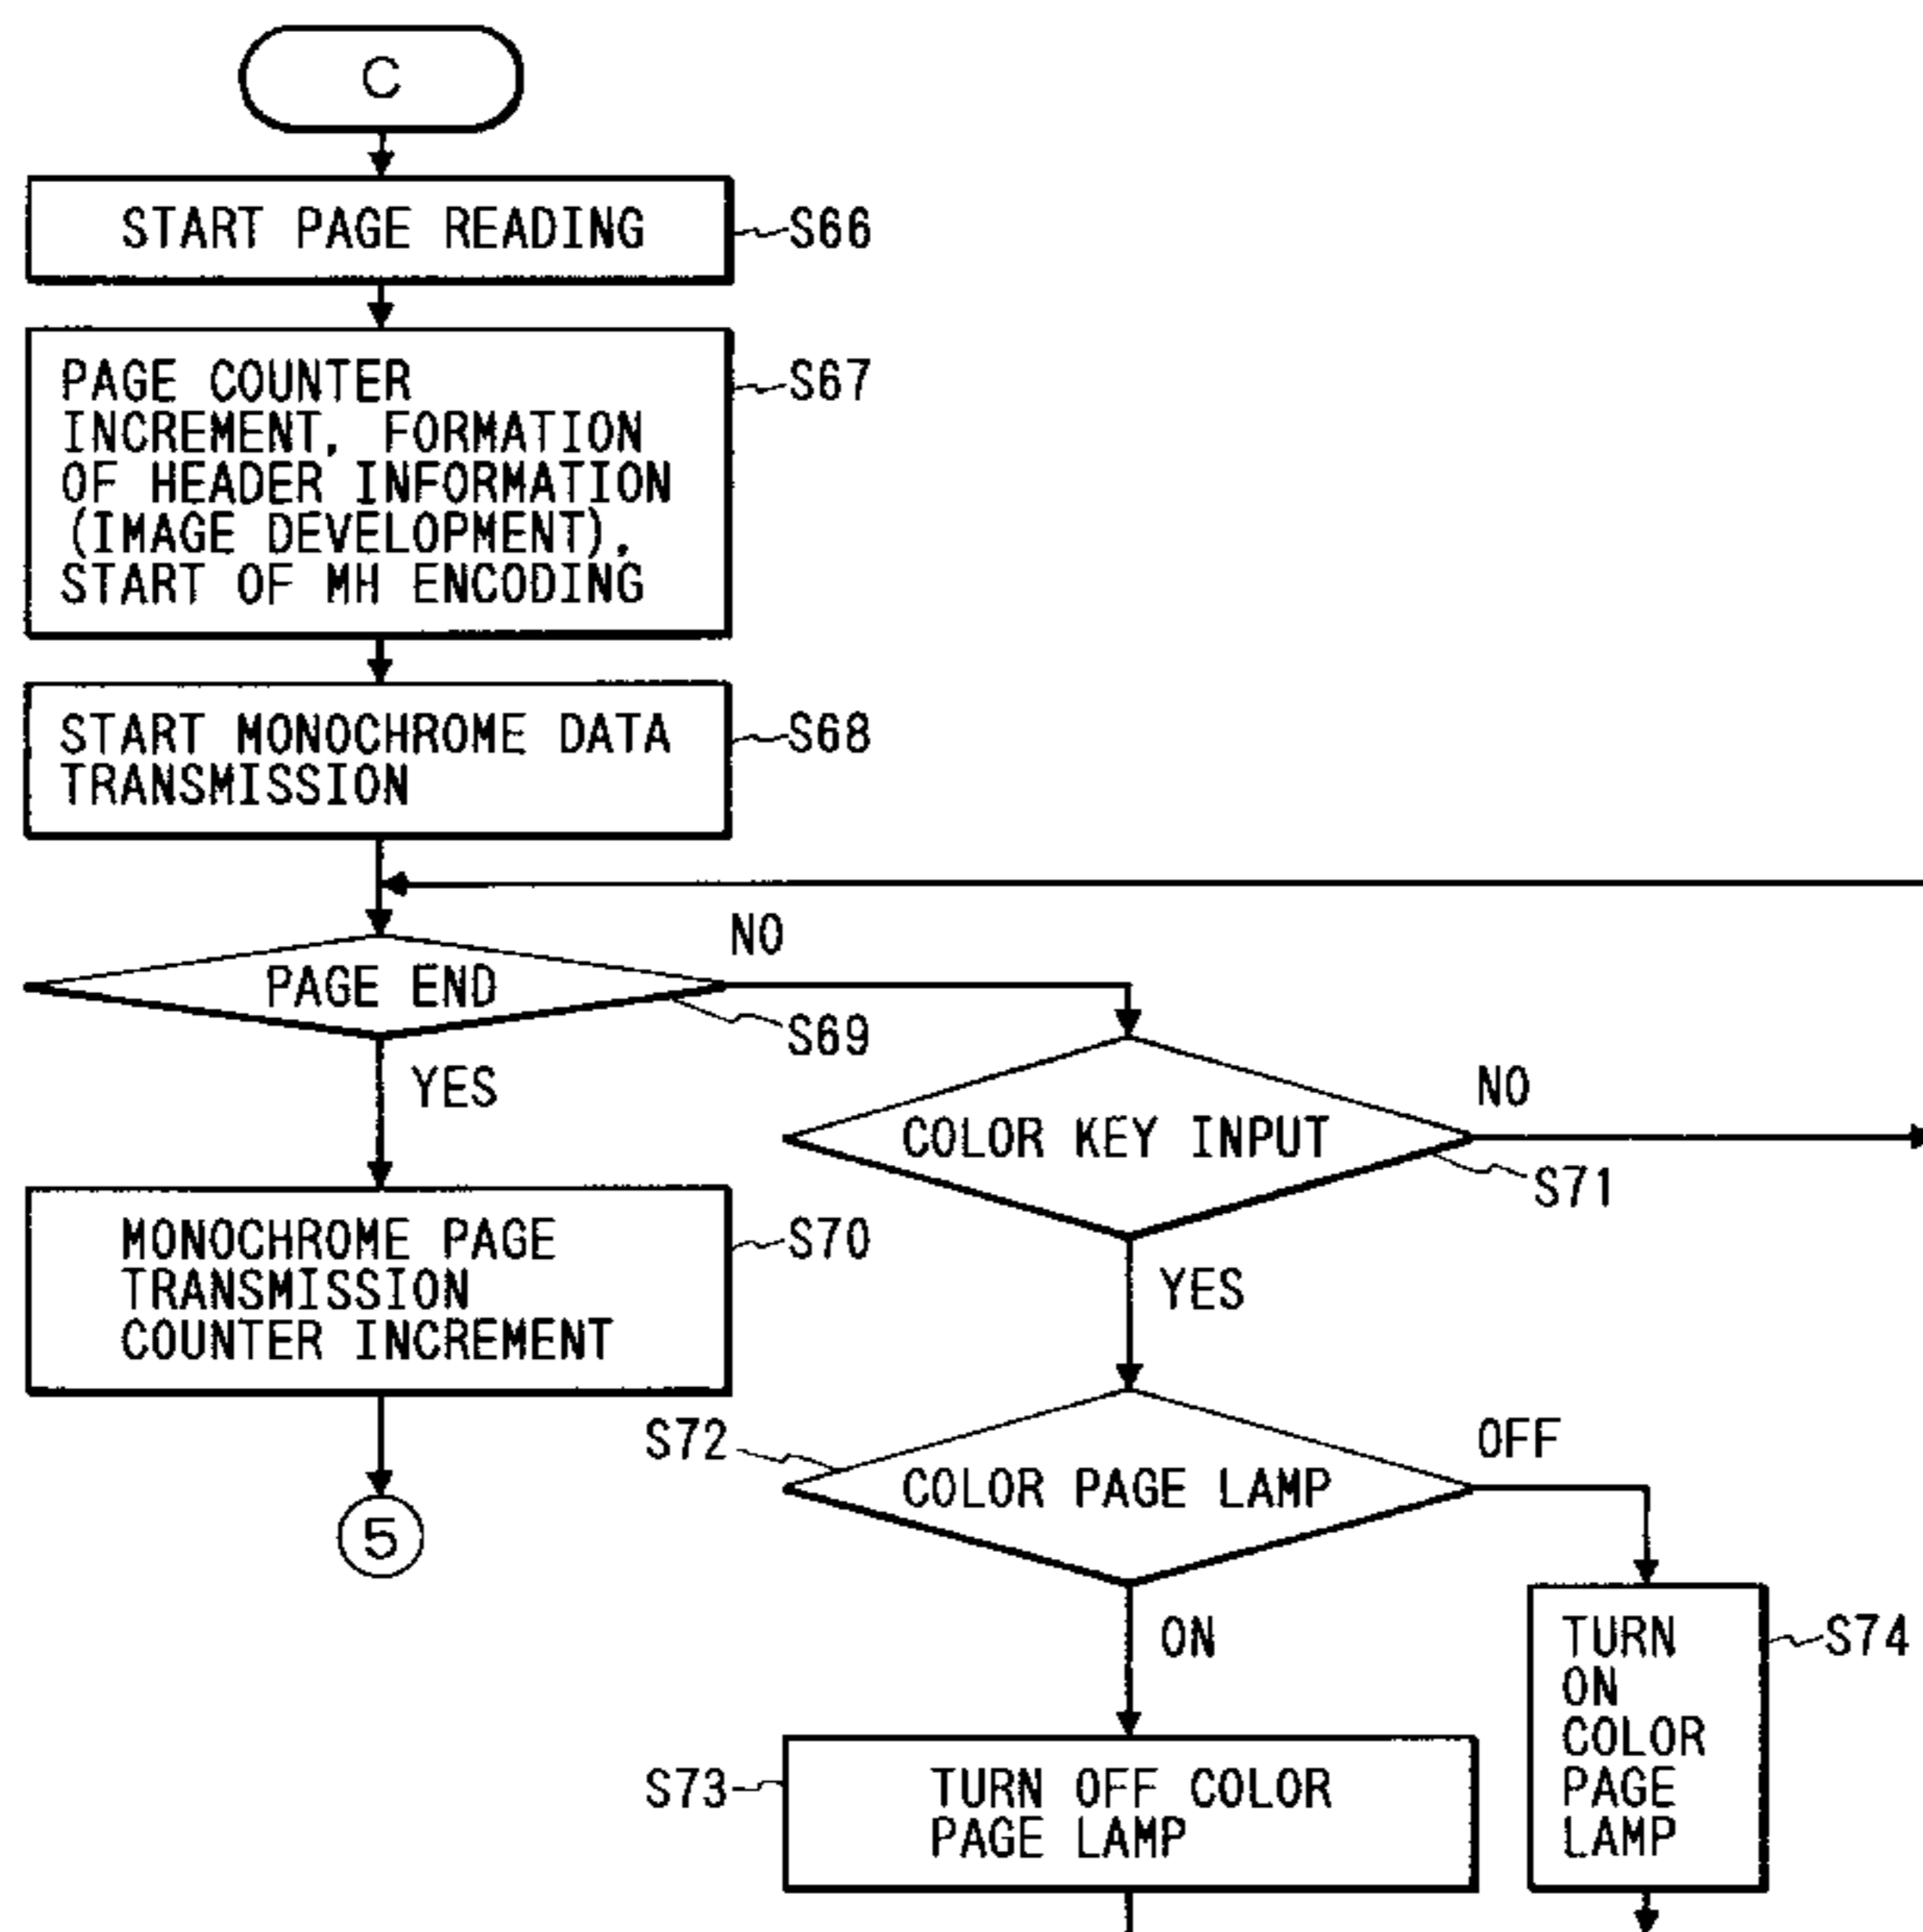 C
START PAGE READING
S66
PAGE COUNTER
INCREMENT, FORMATION
OF HEADER INFORMATION
(IMAGE DEVELOPMENT),
START OF MH ENCODING
S67
START MONOCHROME DATA
TRANSMISSION
S68
PAGE END
NO
S69
YES
COLOR KEY INPUT
NO
S71
MONOCHROME PAGE
TRANSMISSION
COUNTER INCREMENT
S70
YES
5
S72
COLOR PAGE LAMP
OFF
ON
TURN
ON
COLOR
PAGE
LAMP
S74
S73
TURN OFF COLOR
PAGE LAMP